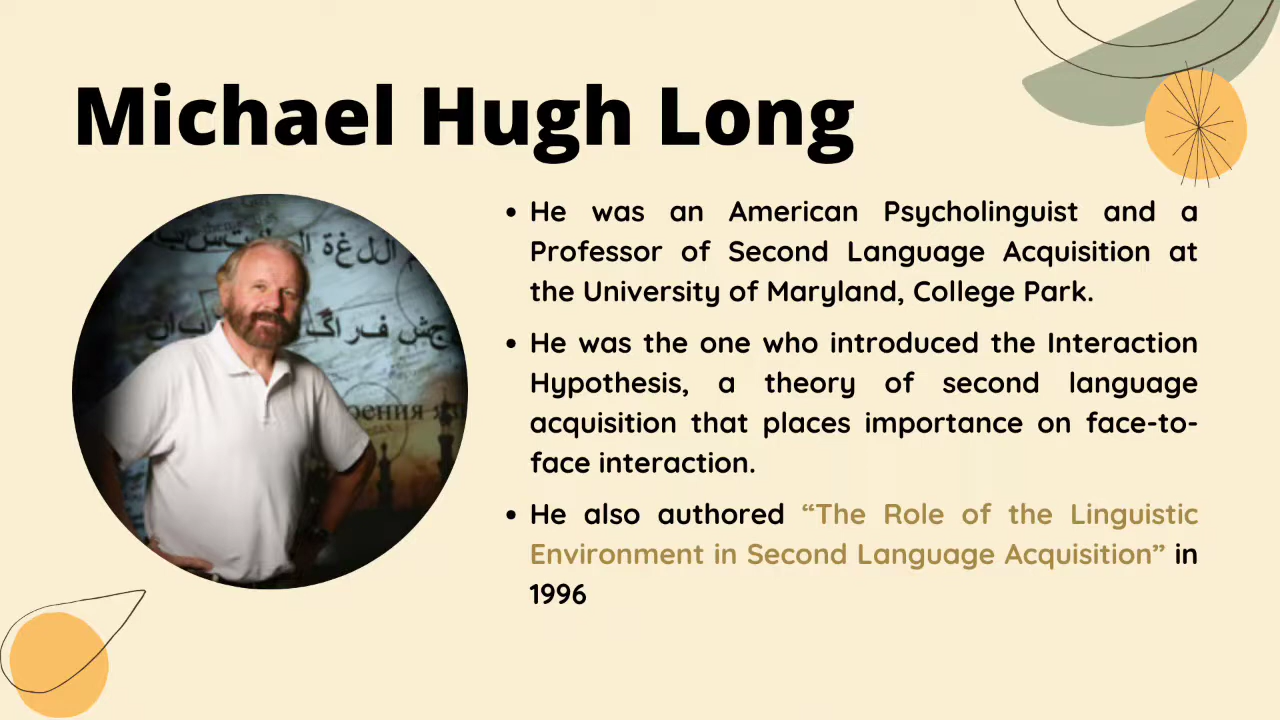 Michael Hugh Long
• He was an American Psycholinguist and a
Professor of Second Language Acquisition at
the University of Maryland, College Park.
• He was the one who introduced the Interaction
Hypothesis, a theory of second language
acquisition that places importance on face-to-
face interaction.
• He also authored “The Role of the Linguistic
Environment in Second Language Acquisition” in
1996